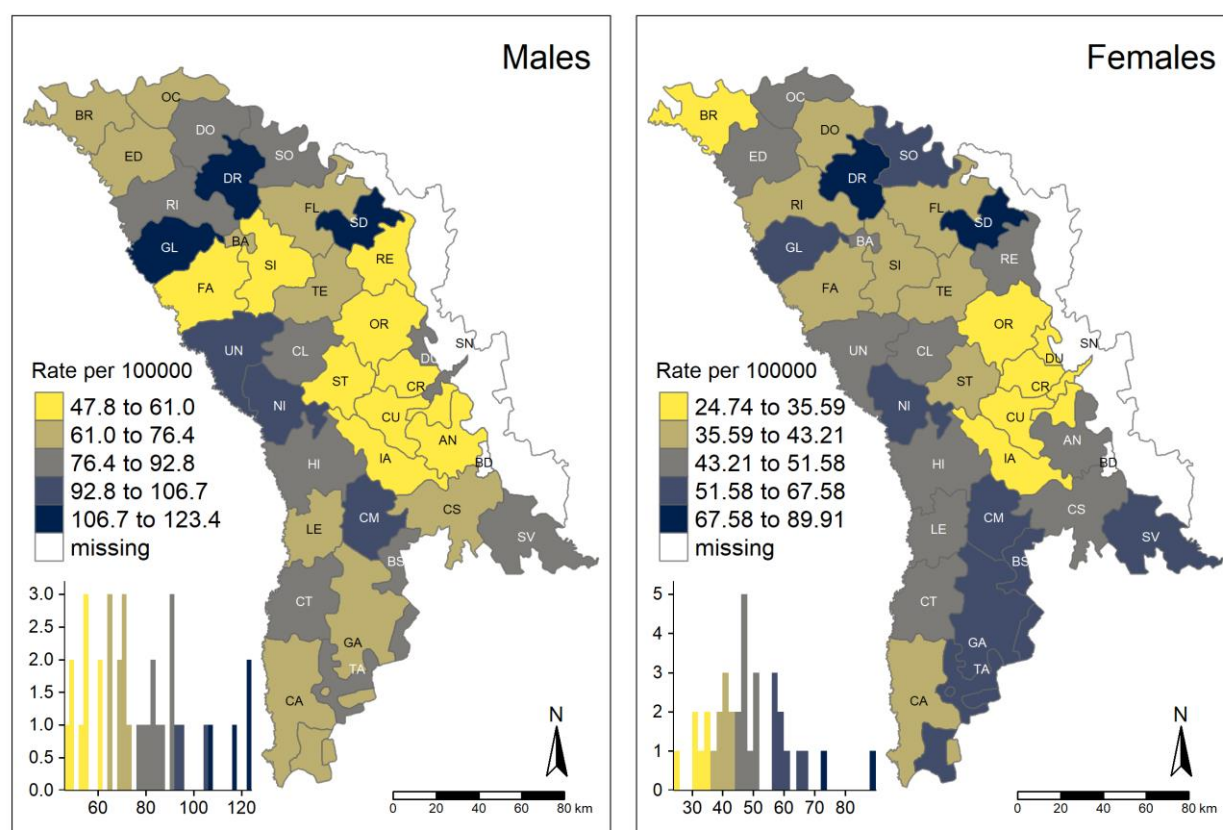 Males
OC
BR
DO
ED
SO
DR
RI
FL
SD
GL
BA
SI
RE
FA
TE
OR
UN
CL
SN
DU
ST
CR
NI
CU
AN
IA
BD
HI
CM
CS
LE
SV
BS
CT
GA
TA
CA
Rate per 100000
47.8 to 61.0
61.0 to 76.4
76.4 to 92.8
92.8 to 106.7
106.7 to 123.4
missing
3.0
2.5
2.0
1.5
1.0
0.5
0.0
60 80 100 120
N
0 20 40 60 80 km
Females
OC
BR
DO
ED
SO
DR
RI
FL
SD
GL
BA
SI
RE
FA
TE
OR
UN
CL
SN
DU
ST
CR
NI
CU
AN
IA
BD
HI
CM
CS
LE
SV
BS
CT
GA
TA
CA
Rate per 100000
24.74 to 35.59
35.59 to 43.21
43.21 to 51.58
51.58 to 67.58
67.58 to 89.91
missing
5
4
3
2
1
0
30 40 50 60 70 80
N
0 20 40 60 80 km